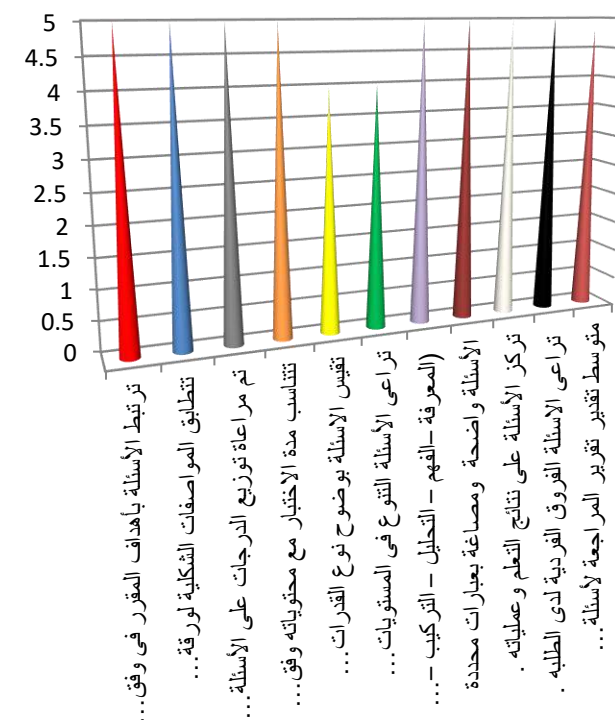 5
4.5
4
3.5
3
2.5
2
1.5
1
0.5
0
ترتبط الأسئلة بأهداف المقرر فى وفق...
تتطابق المواصفات الشكلية لورقة...
تم مراعاة توزيع الدرجات على الأسئلة...
تتناسب مدة الاختبار مع محتوياته وفق...
تقيس الاسئلة بوضوح نوع القدرات...
تراعى الأسئلة التنوع فى المستويات...
(المعرفة –الفهم – التحليل – التركيب –...
الأسئلة واضحة ومصاغة بعبارات محددة
تركز الأسئلة على نتائج التعلم وعملياته .
تراعى الاسئلة الفروق الفردية لدى الطلبه .
متوسط تقدير تقرير المراجعة لأسئلة...